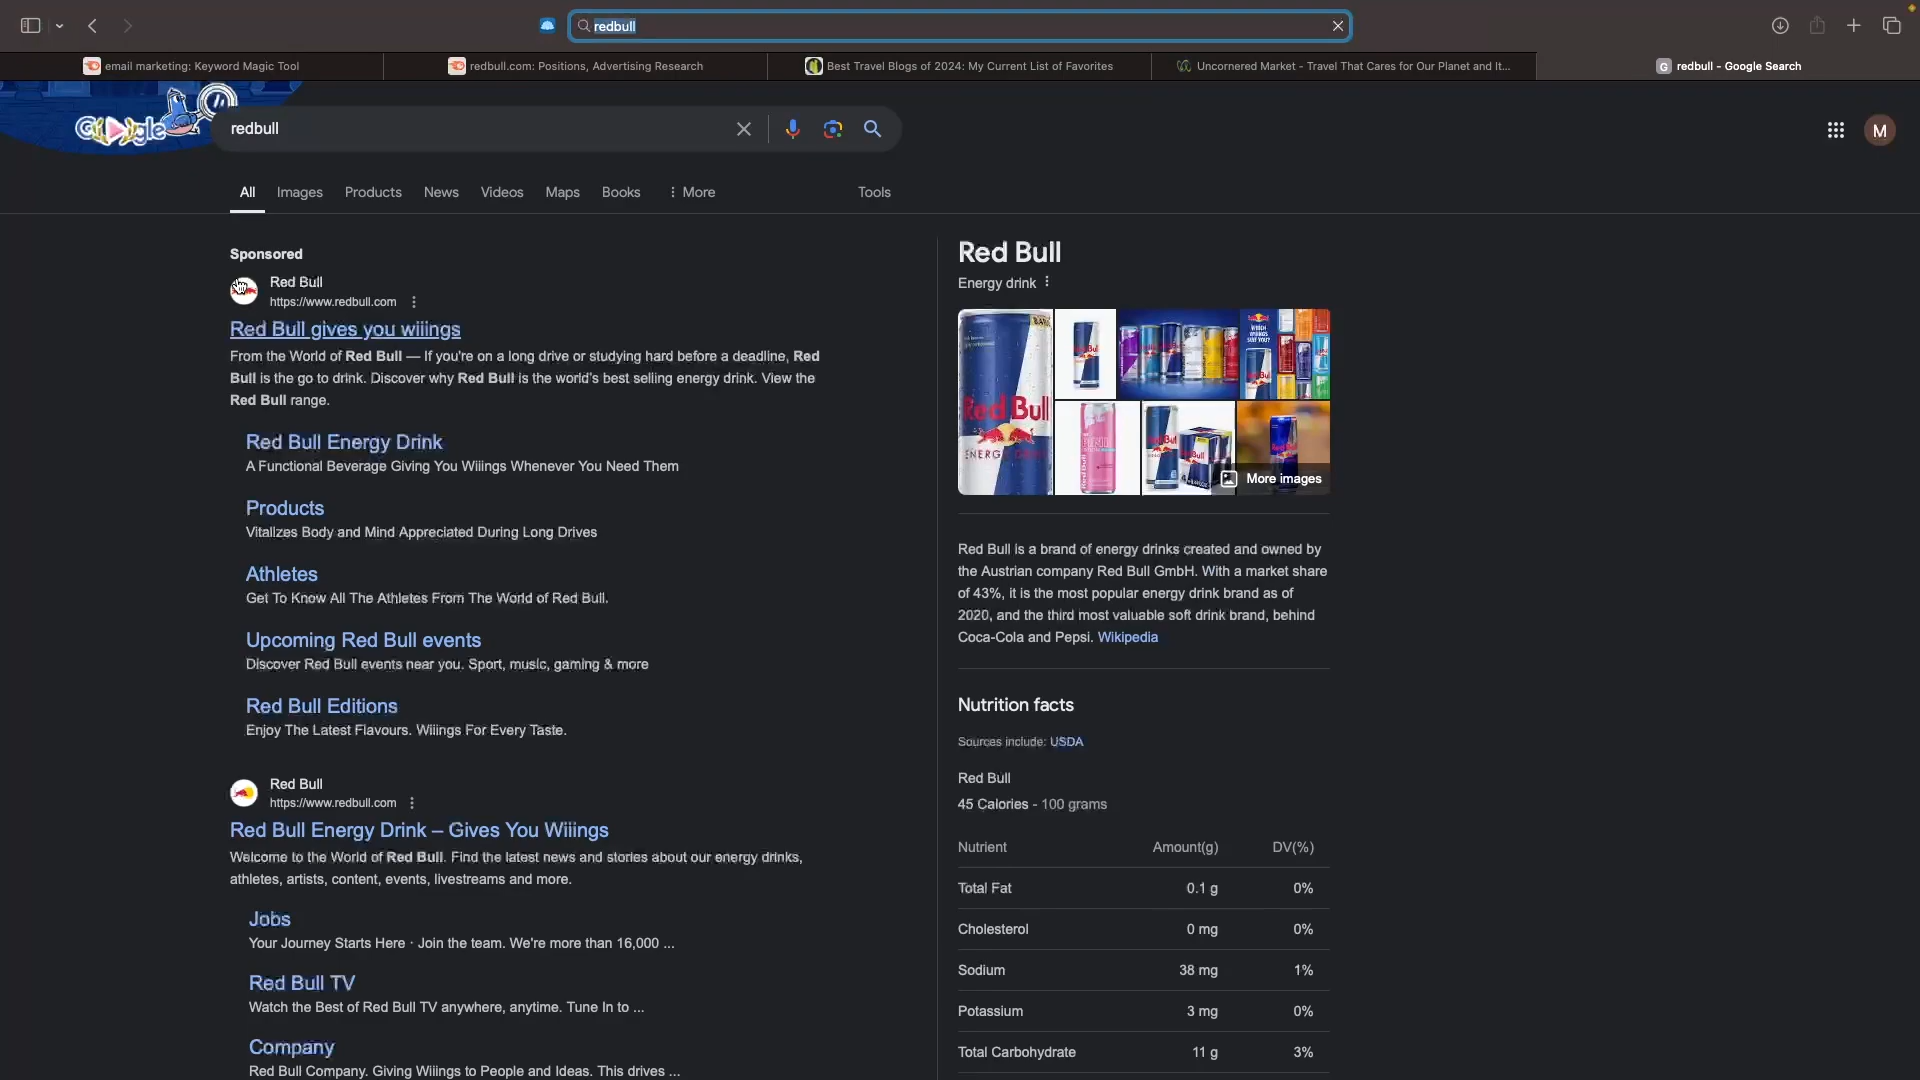 redbull
email marketing: Keyword Magic Tool
redbull.com: Positions, Advertising Research
Best Travel Blogs of 2024: My Current List of Favorites
Uncornered Market - Travel That Cares for Our Planet and It...
G redbull - Google Search
Google
redbull
M
All Images Products News Videos Maps Books More Tools
Sponsored
Red Bull
https://www.redbull.com
Red Bull gives you wiiings
From the World of Red Bull — If you're on a long drive or studying hard before a deadline, Red
Bull is the go to drink. Discover why Red Bull is the world's best selling energy drink. View the
Red Bull range.
Red Bull Energy Drink
A Functional Beverage Giving You Wiiings Whenever You Need Them
Products
Vitalizes Body and Mind Appreciated During Long Drives
Athletes
Get To Know All The Athletes From The World of Red Bull.
Upcoming Red Bull events
Discover Red Bull events near you. Sport, music, gaming & more
Red Bull Editions
Enjoy The Latest Flavours. Wiiings For Every Taste.
Red Bull
https://www.redbull.com
Red Bull Energy Drink – Gives You Wiiings
Welcome to the World of Red Bull. Find the latest news and stories about our energy drinks,
athletes, artists, content, events, livestreams and more.
Jobs
Your Journey Starts Here · Join the team. We're more than 16,000 ...
Red Bull TV
Watch the Best of Red Bull TV anywhere, anytime. Tune In to ...
Company
Red Bull Company. Giving Wiiings to People and Ideas. This drives ...
Red Bull
Energy drink
Red Bull
ENERGY DRINK
More images
Red Bull is a brand of energy drinks created and owned by
the Austrian company Red Bull GmbH. With a market share
of 43%, it is the most popular energy drink brand as of
2020, and the third most valuable soft drink brand, behind
Coca-Cola and Pepsi. Wikipedia
Nutrition facts
Sources include: USDA
Red Bull
45 Calories - 100 grams
Nutrient Amount(g) DV(%)
Total Fat 0.1 g 0%
Cholesterol 0 mg 0%
Sodium 38 mg 1%
Potassium 3 mg 0%
Total Carbohydrate 11 g 3%